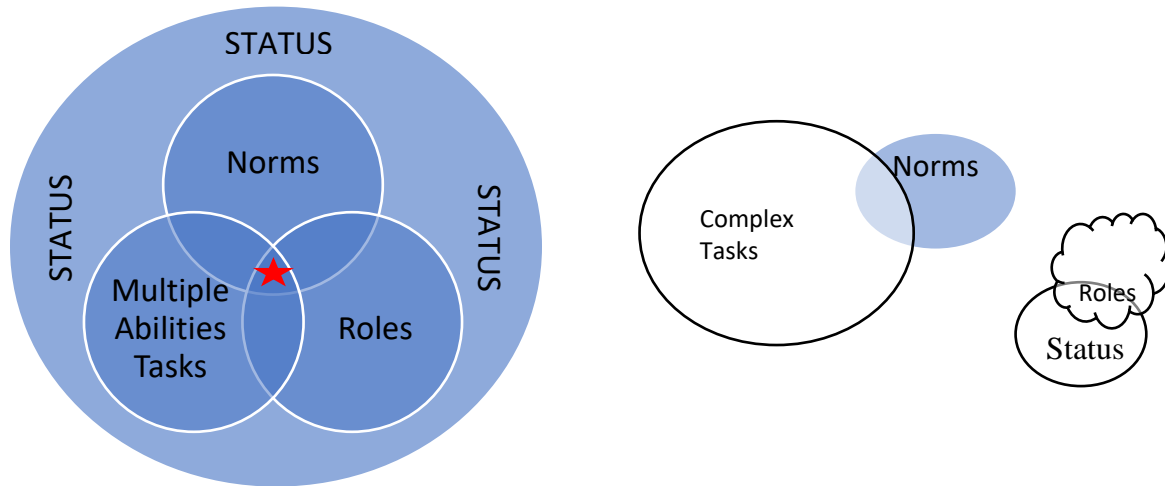 STATUS
Norms
STATUS
STATUS
Multiple
Abilities
Tasks
Roles
Norms
Complex
Tasks
Roles
Status